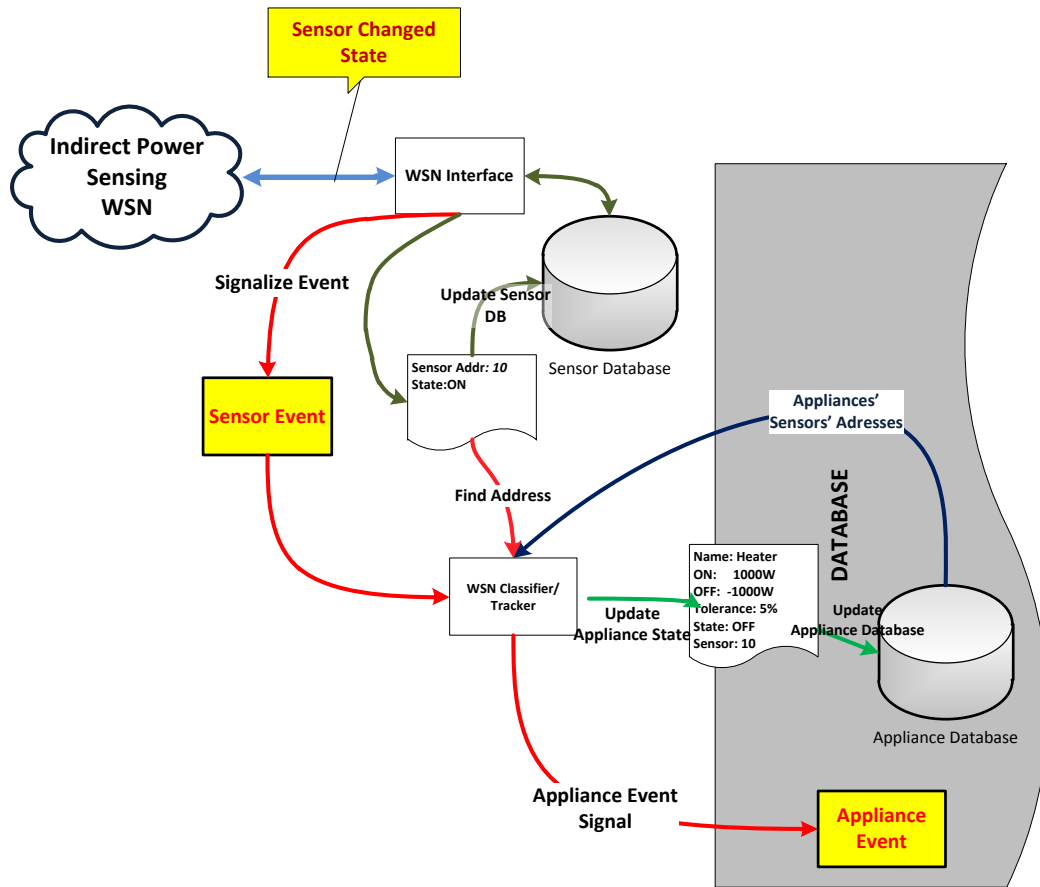 Sensor Changed
State
Indirect Power
Sensing
WSN
WSN Interface
Signalize Event
Update Sensor
DB
Sensor Database
Sensor Addr: 10
State:ON
Sensor Event
Appliances’
Sensors’ Adresses
Find Address
DATABASE
WSN Classifier/
Tracker
Update
Appliance State
Name: Heater
ON: 1000W
OFF: -1000W
Tolerance: 5%
State: OFF
Sensor: 10
Update
Appliance Database
Appliance Database
Appliance Event
Signal
Appliance
Event